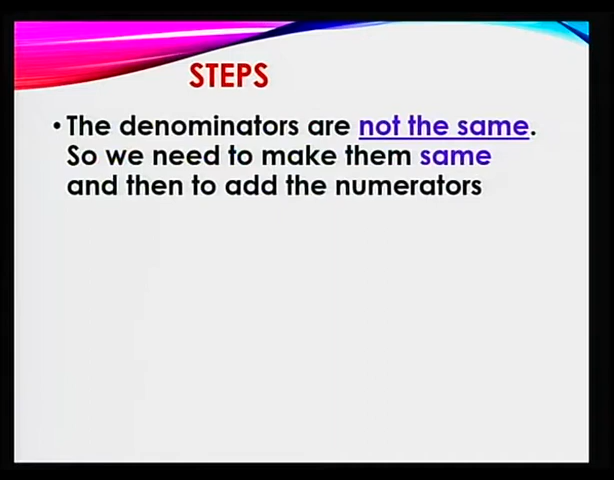 STEPS
• The denominators are not the same.
So we need to make them same
and then to add the numerators